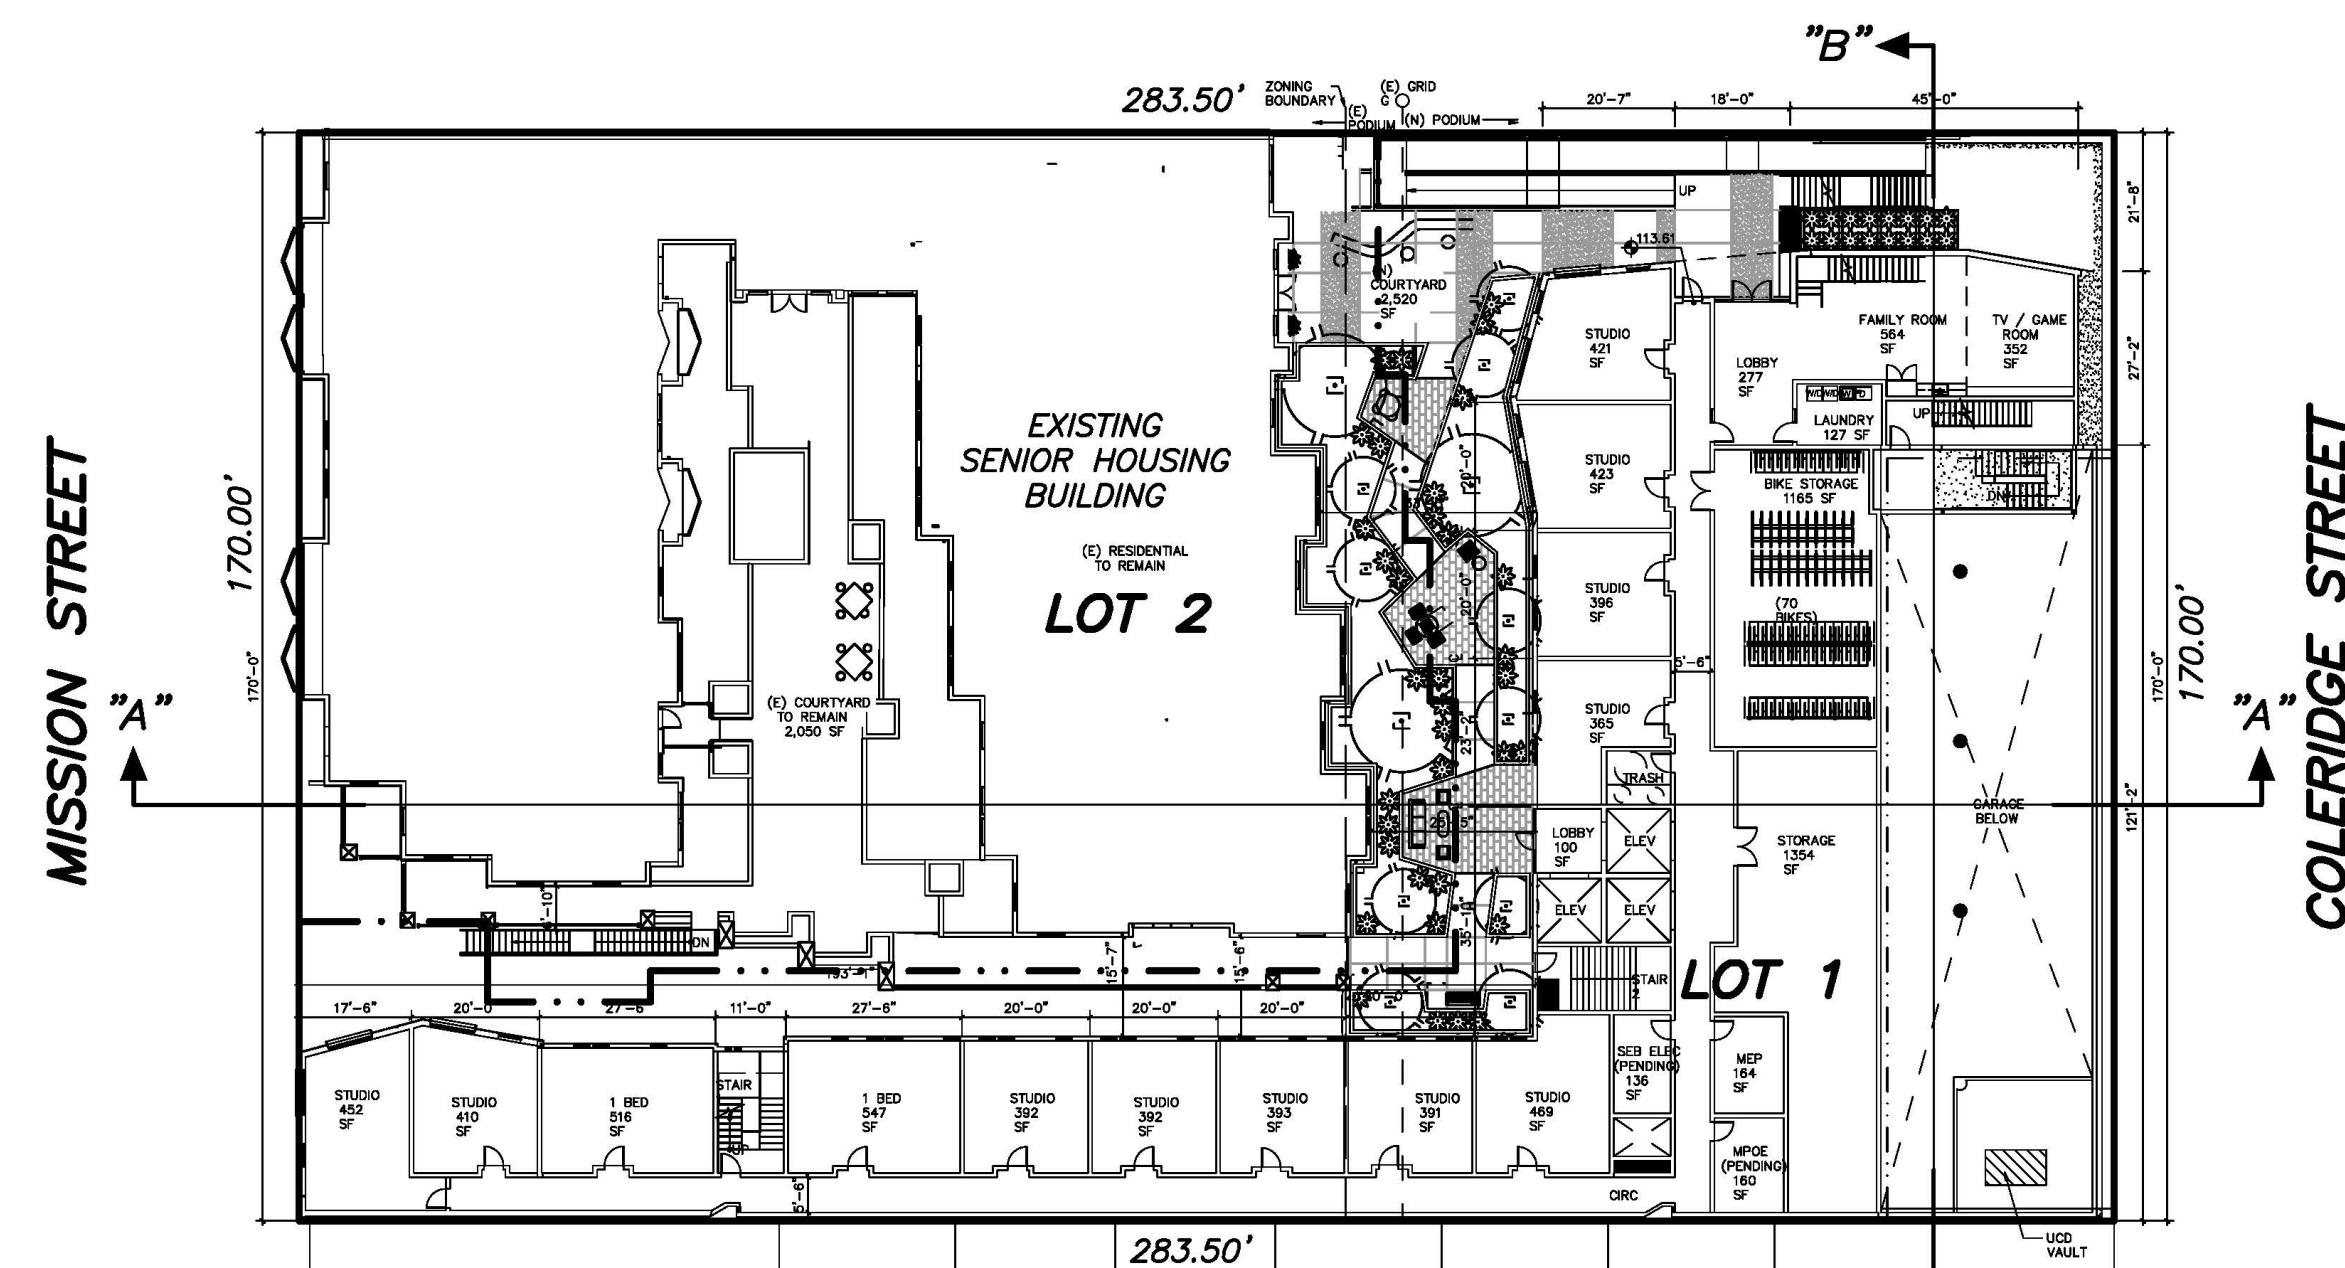 "B"
283.50'
ZONING
BOUNDARY
(E) GRID
G
(E)
PODIUM
(N) PODIUM
20'-7"
18'-0"
45'-0"
UP
21'-8"
113.61
(N)
COURTYARD
2,520
SF
STUDIO
421
SF
FAMILY ROOM
564
SF
TV / GAME
ROOM
352
SF
LOBBY
277
SF
27'-2"
LAUNDRY
127 SF
UP
EXISTING
SENIOR HOUSING
BUILDING
(E) RESIDENTIAL
TO REMAIN
LOT 2
MISSION STREET
170.00'
170'-0"
"A"
20'-0"
STUDIO
423
SF
BIKE STORAGE
1165 SF
DN
20'-0"
STUDIO
396
SF
(70
BIKES)
5'-6"
COLERIDGE STREET
170.00'
170'-0"
"A"
(E) COURTYARD
TO REMAIN
2,050 SF
23'-2"
STUDIO
365
SF
TRASH
GARAGE
BELOW
121'-2"
25'-5"
LOBBY
100
SF
ELEV
STORAGE
1354
SF
ELEV
ELEV
35'-10"
DN
193'-1"
15'-7"
15'-6"
STAIR
2
LOT 1
17'-6"
20'-0
27'-6
11'-0"
27'-6"
20'-0"
20'-0"
20'-0"
STUDIO
452
SF
STUDIO
410
SF
1 BED
516
SF
STAIR
UP
1 BED
547
SF
STUDIO
392
SF
STUDIO
392
SF
STUDIO
393
SF
STUDIO
391
SF
STUDIO
469
SF
SEB ELEC
(PENDING)
136
SF
MEP
164
SF
MPOE
(PENDING)
160
SF
5'-6"
CIRC
UCD
VAULT
283.50'